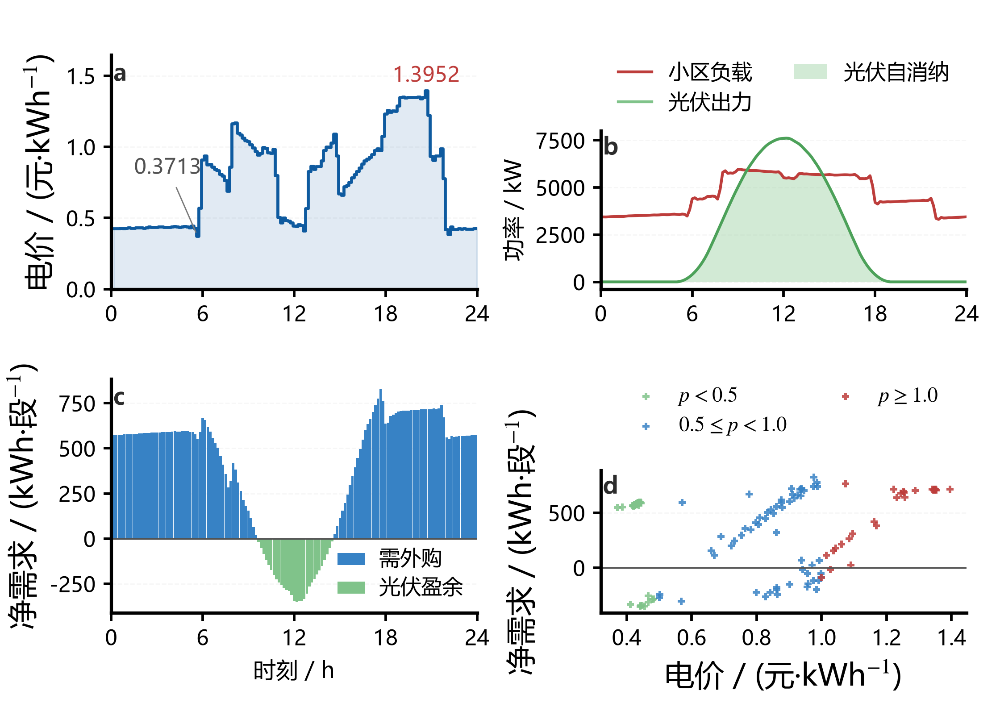 a
电价 / (元·kWh⁻¹)
1.5
1.0
0.5
0.0
1.3952
0.3713
0 6 12 18 24
小区负载 光伏自消纳
光伏出力
b
功率 / kW
7500
5000
2500
0
0 6 12 18 24
c
净需求 / (kWh·段⁻¹)
750
500
250
0
-250
需外购
光伏盈余
0 6 12 18 24
时刻 / h
p < 0.5 p ≥ 1.0
0.5 ≤ p < 1.0
d
净需求 / (kWh·段⁻¹)
500
0
0.4 0.6 0.8 1.0 1.2 1.4
电价 / (元·kWh⁻¹)